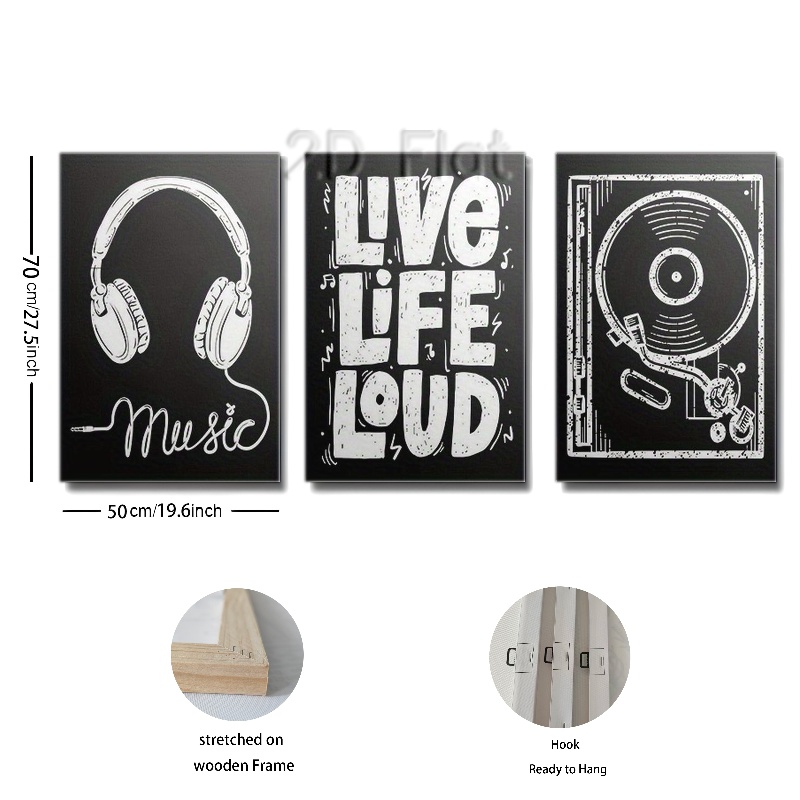 2D Flat
Music
LiVe
LiFE
LOUD
70cm/27.5inch
50cm/19.6inch
stretched on
wooden Frame
Hook
Ready to Hang